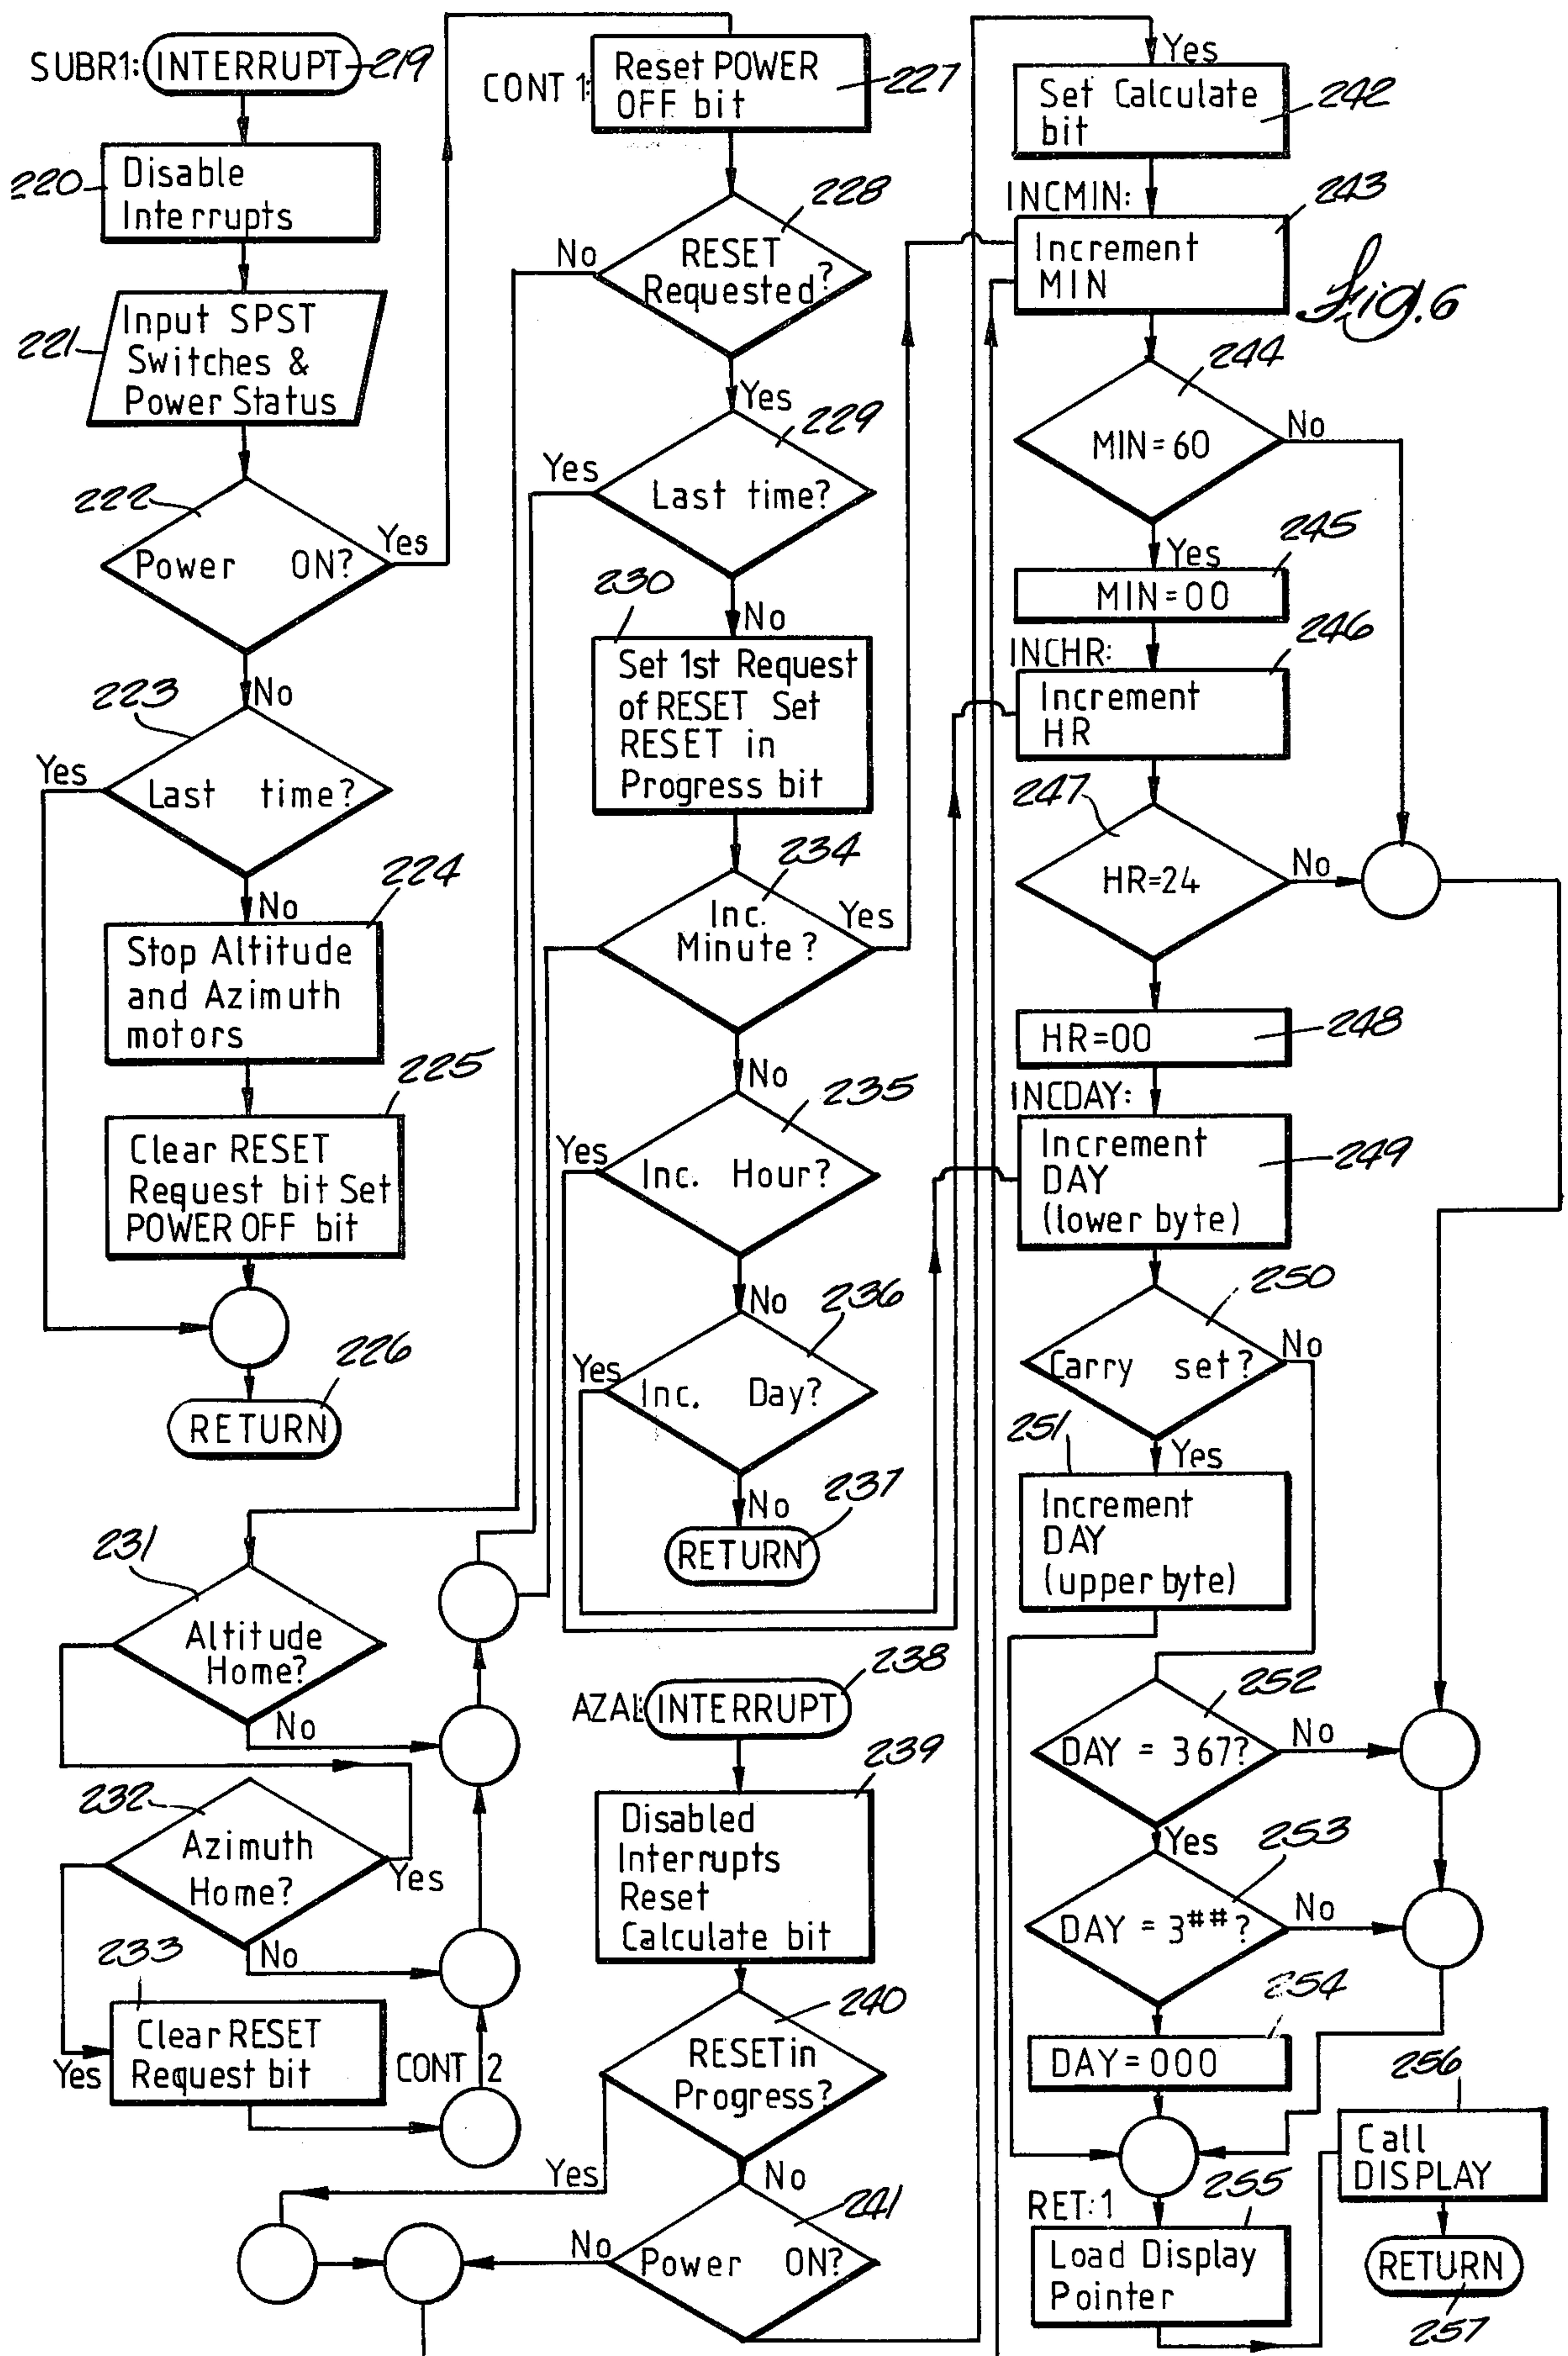 SUBR1: INTERRUPT 219
220 Disable
Interrupts
221 Input SPST
Switches &
Power Status
222
Power ON?
Yes
No
223
Yes
Last time?
No
224
Stop Altitude
and Azimuth
motors
225
Clear RESET
Request bit Set
POWER OFF bit
226
RETURN
CONT 1: Reset POWER
OFF bit
227
228
No
RESET
Requested?
Yes
229
Yes
Last time?
No
230
Set 1st Request
of RESET Set
RESET in
Progress bit
234
Inc.
Minute?
Yes
No
235
Yes
Inc. Hour?
No
236
Yes
Inc. Day?
No
237
RETURN
231
Altitude
Home?
No
232
Azimuth
Home?
Yes
No
233
Clear RESET
Request bit
Yes
CONT 2
238
AZAL: INTERRUPT
239
Disabled
Interrupts
Reset
Calculate bit
240
RESET in
Progress?
Yes
No
241
No
Power ON?
Yes
Set Calculate
bit
242
INCMIN:
243
Increment
MIN
Fig. 6
244
MIN=60
No
Yes
245
MIN=00
INCHR:
246
Increment
HR
247
HR=24
No
HR=00
248
INCDAY:
Increment
DAY
(lower byte)
249
250
Carry set?
No
251
Yes
Increment
DAY
(upper byte)
252
DAY = 367?
No
Yes
253
DAY = 3##?
No
254
DAY=000
RET:1
255
Load Display
Pointer
256
Call
DISPLAY
RETURN
257